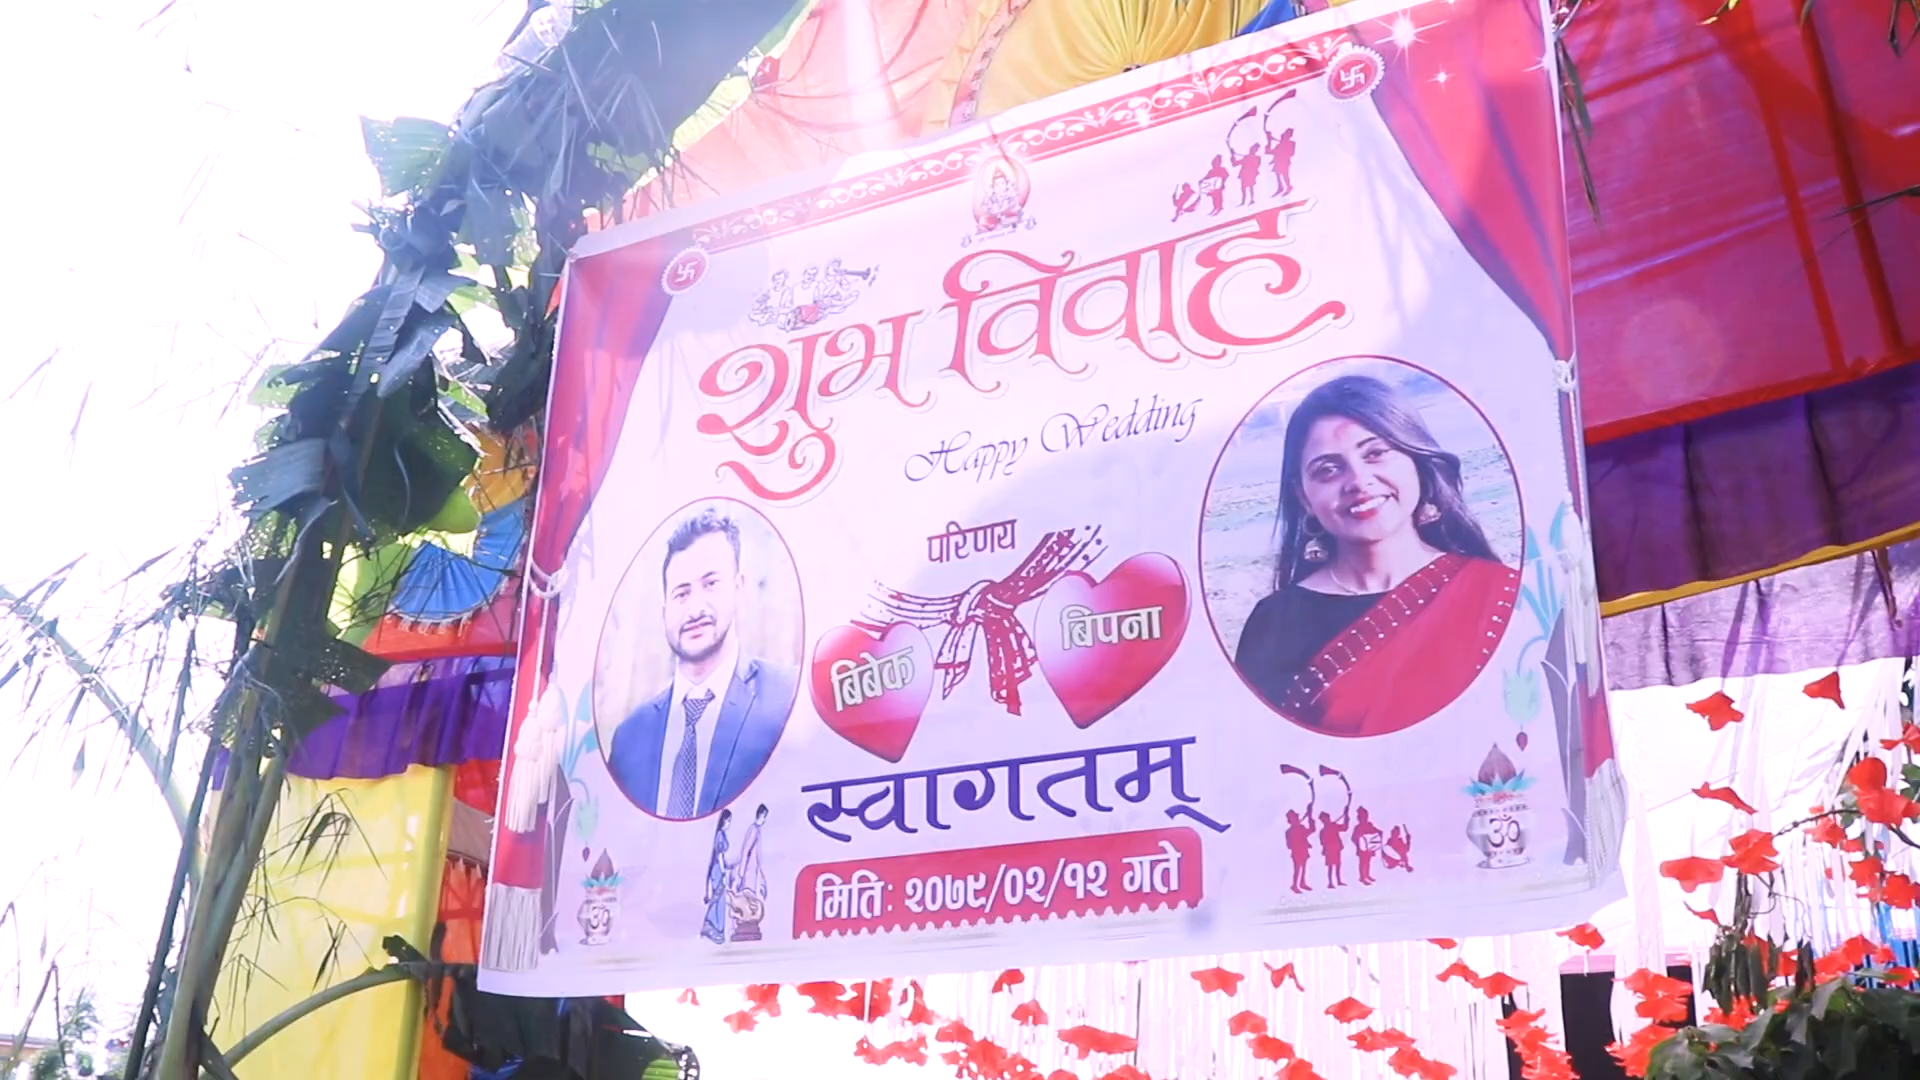 शुभ विवाह
Happy Wedding
परिणय
बिबेक
बिपना
स्वागतम्
मिति: २०७९/०२/१२ गते
ॐ
ॐ